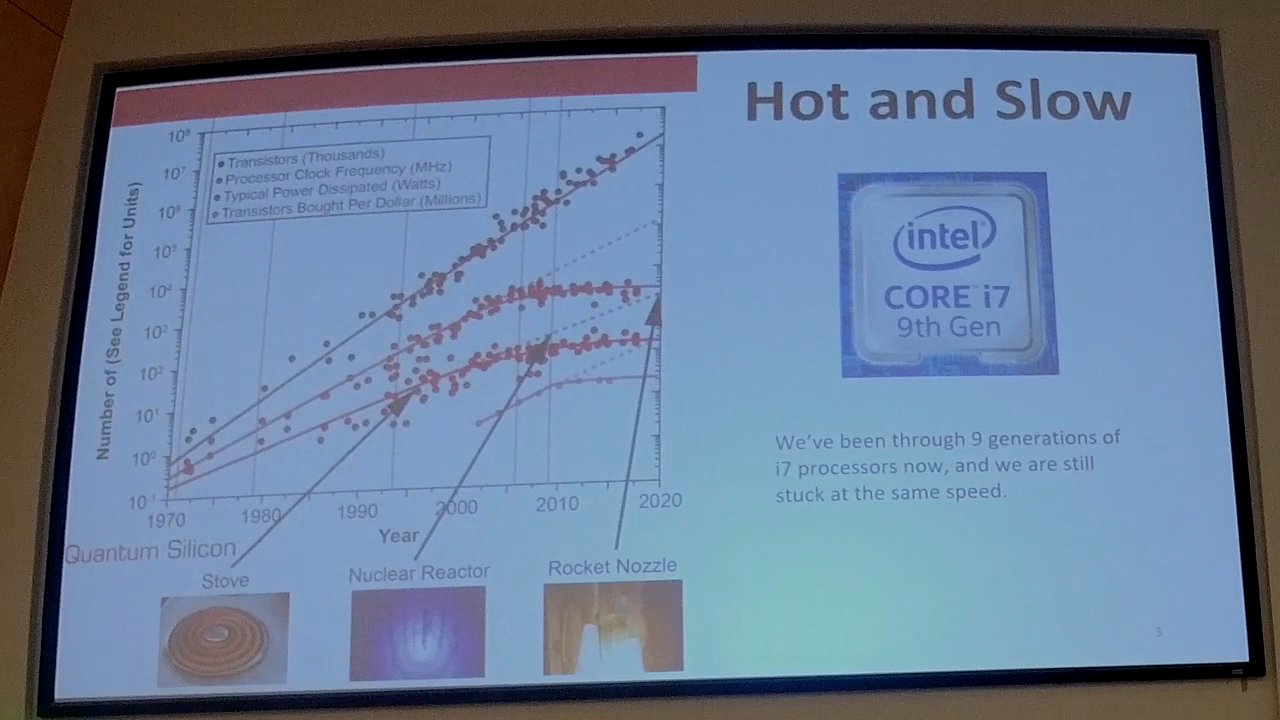 Hot and Slow
10⁸
10⁷
10⁶
10⁵
10⁴
10³
10²
10¹
10⁰
10⁻¹
Number of (See Legend for Units)
Transistors (Thousands)
Processor Clock Frequency (MHz)
Typical Power Dissipated (Watts)
Transistors Bought Per Dollar (Millions)
1970 1980 1990 2000 2010 2020
Year
Quantum Silicon
Stove
Nuclear Reactor
Rocket Nozzle
intel®
CORE™ i7
9th Gen
We've been through 9 generations of
i7 processors now, and we are still
stuck at the same speed.
3